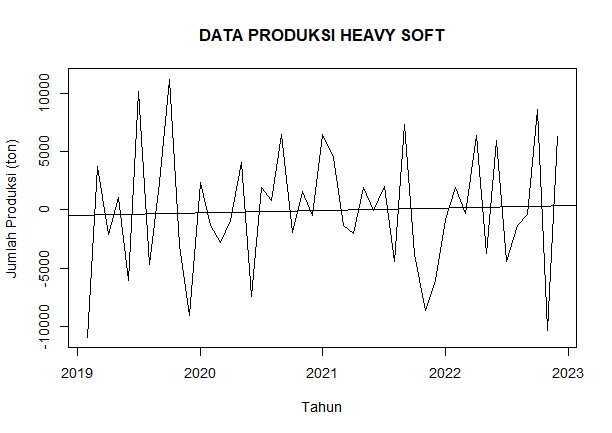 DATA PRODUKSI HEAVY SOFT
Jumlah Produksi (ton)
10000
5000
0
-5000
-10000
2019 2020 2021 2022 2023
Tahun